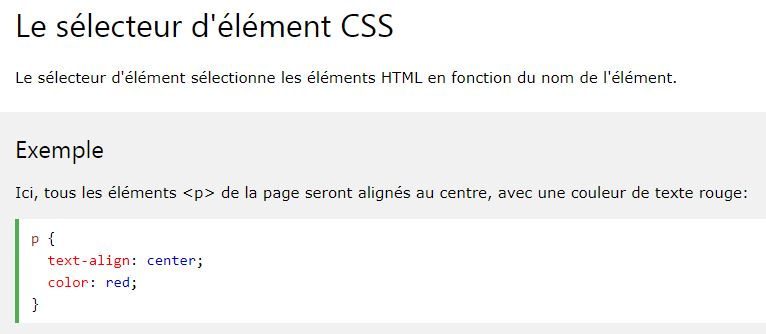 Le sélecteur d'élément CSS
Le sélecteur d'élément sélectionne les éléments HTML en fonction du nom de l'élément.
Exemple
Ici, tous les éléments <p> de la page seront alignés au centre, avec une couleur de texte rouge:
p {
  text-align: center;
  color: red;
}